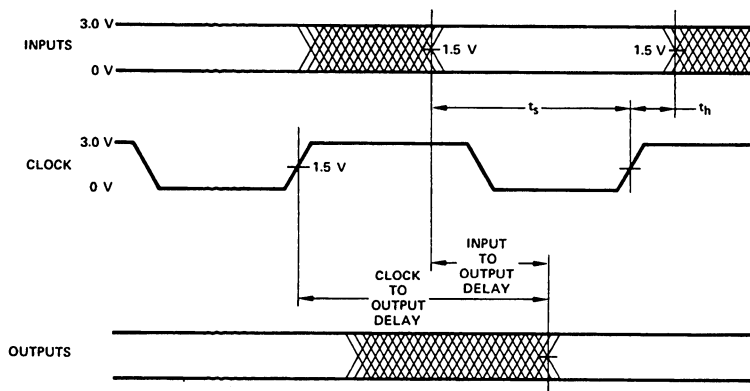 3.0 V
INPUTS
1.5 V
1.5 V
0 V
ts
th
3.0 V
CLOCK
1.5 V
0 V
INPUT
TO
OUTPUT
DELAY
CLOCK
TO
OUTPUT
DELAY
OUTPUTS